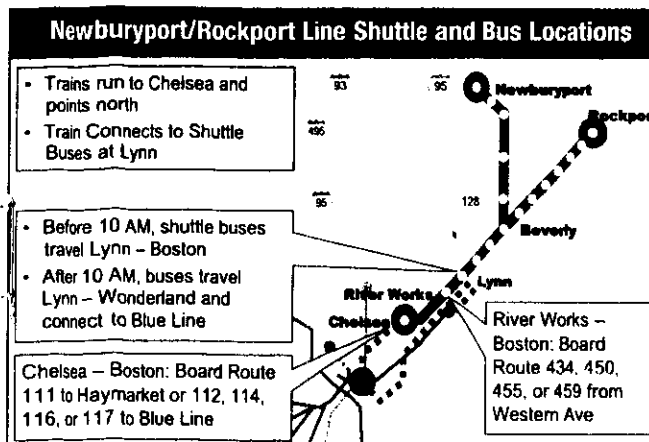 Newburyport/Rockport Line Shuttle and Bus Locations
• Trains run to Chelsea and
points north
• Train Connects to Shuttle
Buses at Lynn
93
95
Newburyport
Rockport
495
95
128
• Before 10 AM, shuttle buses
travel Lynn – Boston
• After 10 AM, buses travel
Lynn – Wonderland and
connect to Blue Line
Beverly
Lynn
River Works
Chelsea
Chelsea – Boston: Board Route
111 to Haymarket or 112, 114,
116, or 117 to Blue Line
River Works –
Boston: Board
Route 434, 450,
455, or 459 from
Western Ave